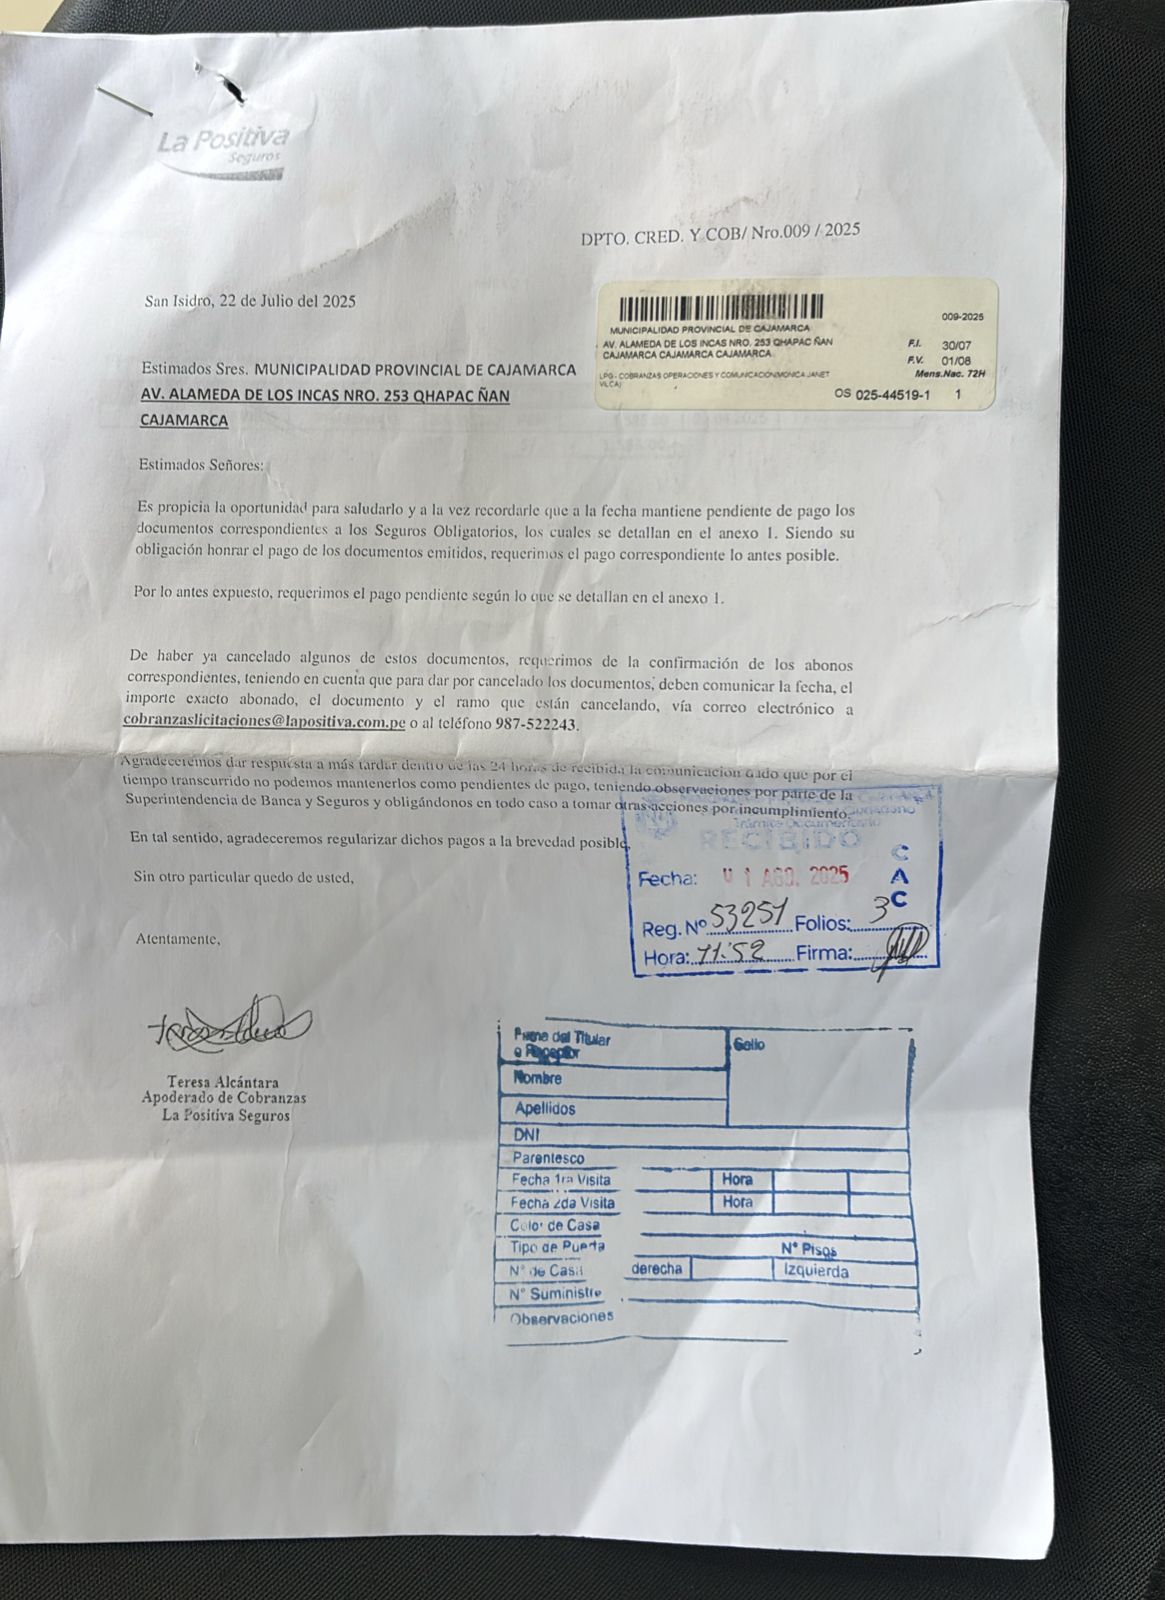 La Positiva
Seguros
DPTO. CRED. Y COB/ Nro.009 / 2025
San Isidro, 22 de Julio del 2025
009-2025
MUNICIPALIDAD PROVINCIAL DE CAJAMARCA
AV. ALAMEDA DE LOS INCAS NRO. 253 QHAPAC ÑAN
CAJAMARCA CAJAMARCA CAJAMARCA
F.I. 30/07
F.V. 01/08
Mens.Nac. 72H
LPG - COBRANZAS OPERACIONES Y COMUNICACION(MONICA JANET
VILCA)
OS 025-44519-1 1
Estimados Sres. MUNICIPALIDAD PROVINCIAL DE CAJAMARCA
AV. ALAMEDA DE LOS INCAS NRO. 253 QHAPAC ÑAN
CAJAMARCA
Estimados Señores:
Es propicia la oportunidad para saludarlo y a la vez recordarle que a la fecha mantiene pendiente de pago los
documentos correspondientes a los Seguros Obligatorios, los cuales se detallan en el anexo 1. Siendo su
obligación honrar el pago de los documentos emitidos, requerimos el pago correspondiente lo antes posible.
Por lo antes expuesto, requerimos el pago pendiente según lo que se detallan en el anexo 1.
De haber ya cancelado algunos de estos documentos, requerimos de la confirmación de los abonos
correspondientes, teniendo en cuenta que para dar por cancelado los documentos, deben comunicar la fecha, el
importe exacto abonado, el documento y el ramo que están cancelando, vía correo electrónico a
cobranzaslicitaciones@lapositiva.com.pe o al teléfono 987-522243.
Agradeceremos dar respuesta a más tardar dentro de las 24 horas de recibida la comunicación dado que por el
tiempo transcurrido no podemos mantenerlos como pendientes de pago, teniendo observaciones por parte de la
Superintendencia de Banca y Seguros y obligándonos en todo caso a tomar otras acciones por incumplimiento.
En tal sentido, agradeceremos regularizar dichos pagos a la brevedad posible.
Sin otro particular quedo de usted,
Atentamente,
Trámite Documentario
RECIBIDO
CAC
Fecha: 01 AGO. 2025
Reg. Nº 53251 Folios: 3
Hora: 11:52 Firma:
Teresa Alcántara
Apoderado de Cobranzas
La Positiva Seguros
Firma del Titular
o Receptor
Sello
Nombre
Apellidos
DNI
Parentesco
Fecha 1ra Visita Hora
Fecha 2da Visita Hora
Color de Casa
Tipo de Puerta N° Pisos
N° de Casa derecha Izquierda
N° Suministro
Observaciones